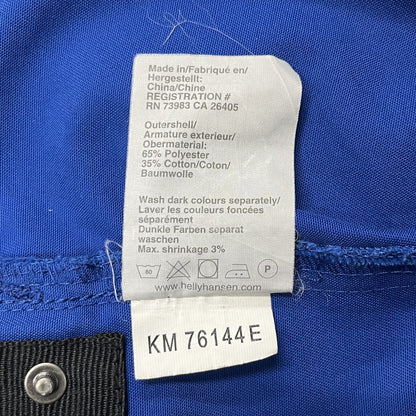 Made in/Fabriqué en/
Hergestellt:
China/Chine
REGISTRATION #
RN 73983 CA 26405
Outershell/
Armature exterieur/
Obermaterial:
65% Polyester
35% Cotton/Coton/
Baumwolle
Wash dark colours separately/
Laver les couleurs foncées
séparément
Dunkle Farben separat
waschen
Max. shrinkage 3%
60 P
www.hellyhansen.com
KM 76144 E